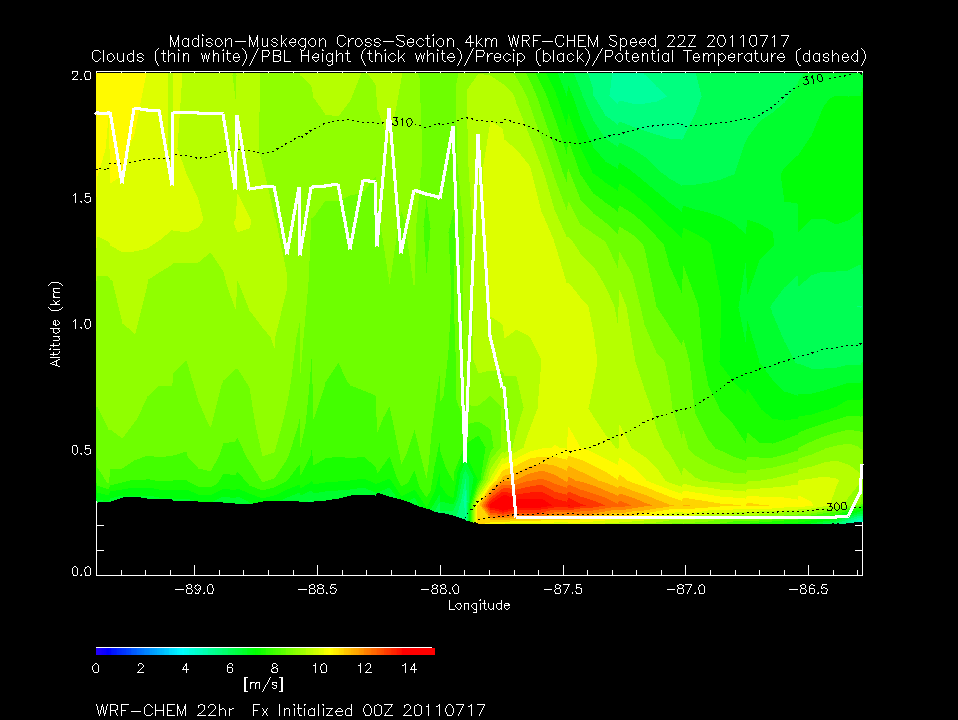 Madison-Muskegon Cross-Section 4km WRF-CHEM Speed 22Z 20110717
Clouds (thin white)/PBL Height (thick white)/Precip (black)/Potential Temperature (dashed)
2.0
310
310
1.5
1.0
Altitude (km)
0.5
300
0.0
-89.0 -88.5 -88.0 -87.5 -87.0 -86.5
Longitude
0 2 4 6 8 10 12 14
[m/s]
WRF-CHEM 22hr Fx Initialized 00Z 20110717